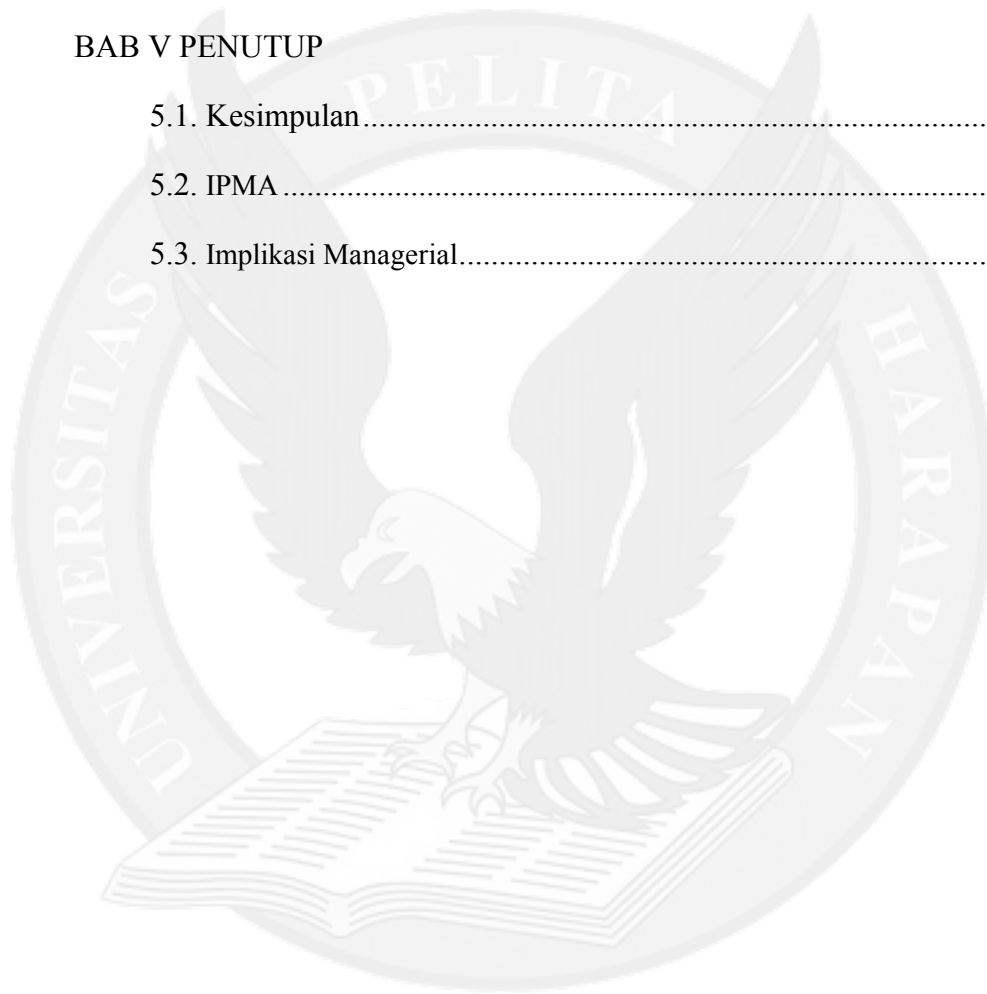 BAB V PENUTUP
5.1. Kesimpulan........................................................................................
5.2. IPMA ....................................................................................................
5.3. Implikasi Managerial.........................................................................
UNIVERSITAS PELITA HARAPAN